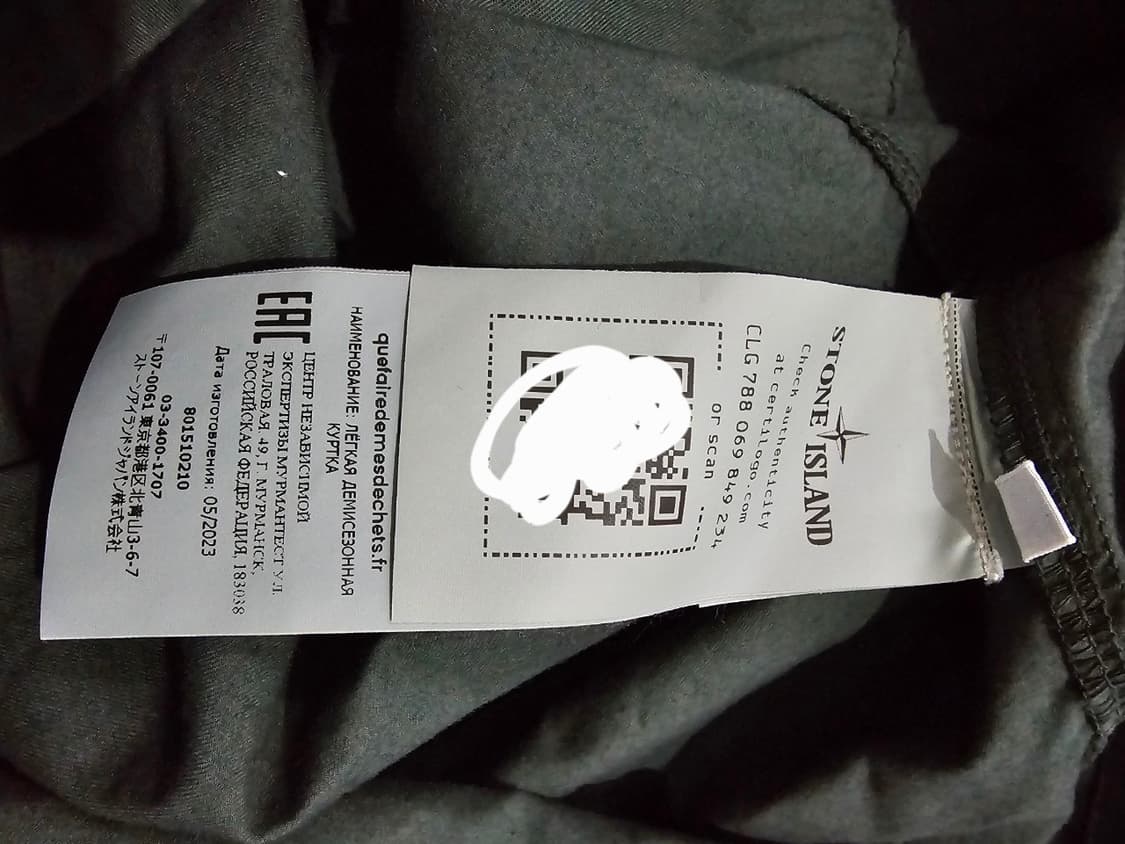 STONE ISLAND
Check authenticity
at certilogo.com
CLG 788 069 849 234
or scan
quefairedemesdechets.fr
НАИМЕНОВАНИЕ: ЛЁГКАЯ ДЕМИСЕЗОННАЯ
КУРТКА
EAC
ЦЕНТР НЕЗАВИСИМОЙ
ЭКСПЕРТИЗЫ МУРМАНТЕСТ УЛ.
ТРАЛОВАЯ, 49, Г. МУРМАНСК,
РОССИЙСКАЯ ФЕДЕРАЦИЯ, 183038
Дата изготовления: 05/2023
801510210
03-3400-1707
〒107-0061 東京都港区北青山3-6-7
ストーンアイランドジャパン株式会社